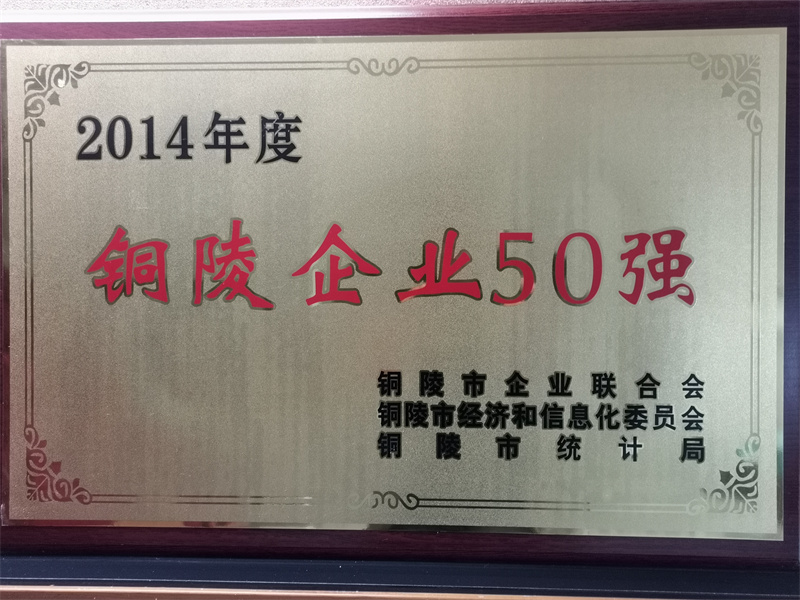 2014年度
铜陵企业50强
铜陵市企业联合会
铜陵市经济和信息化委员会
铜陵市统计局